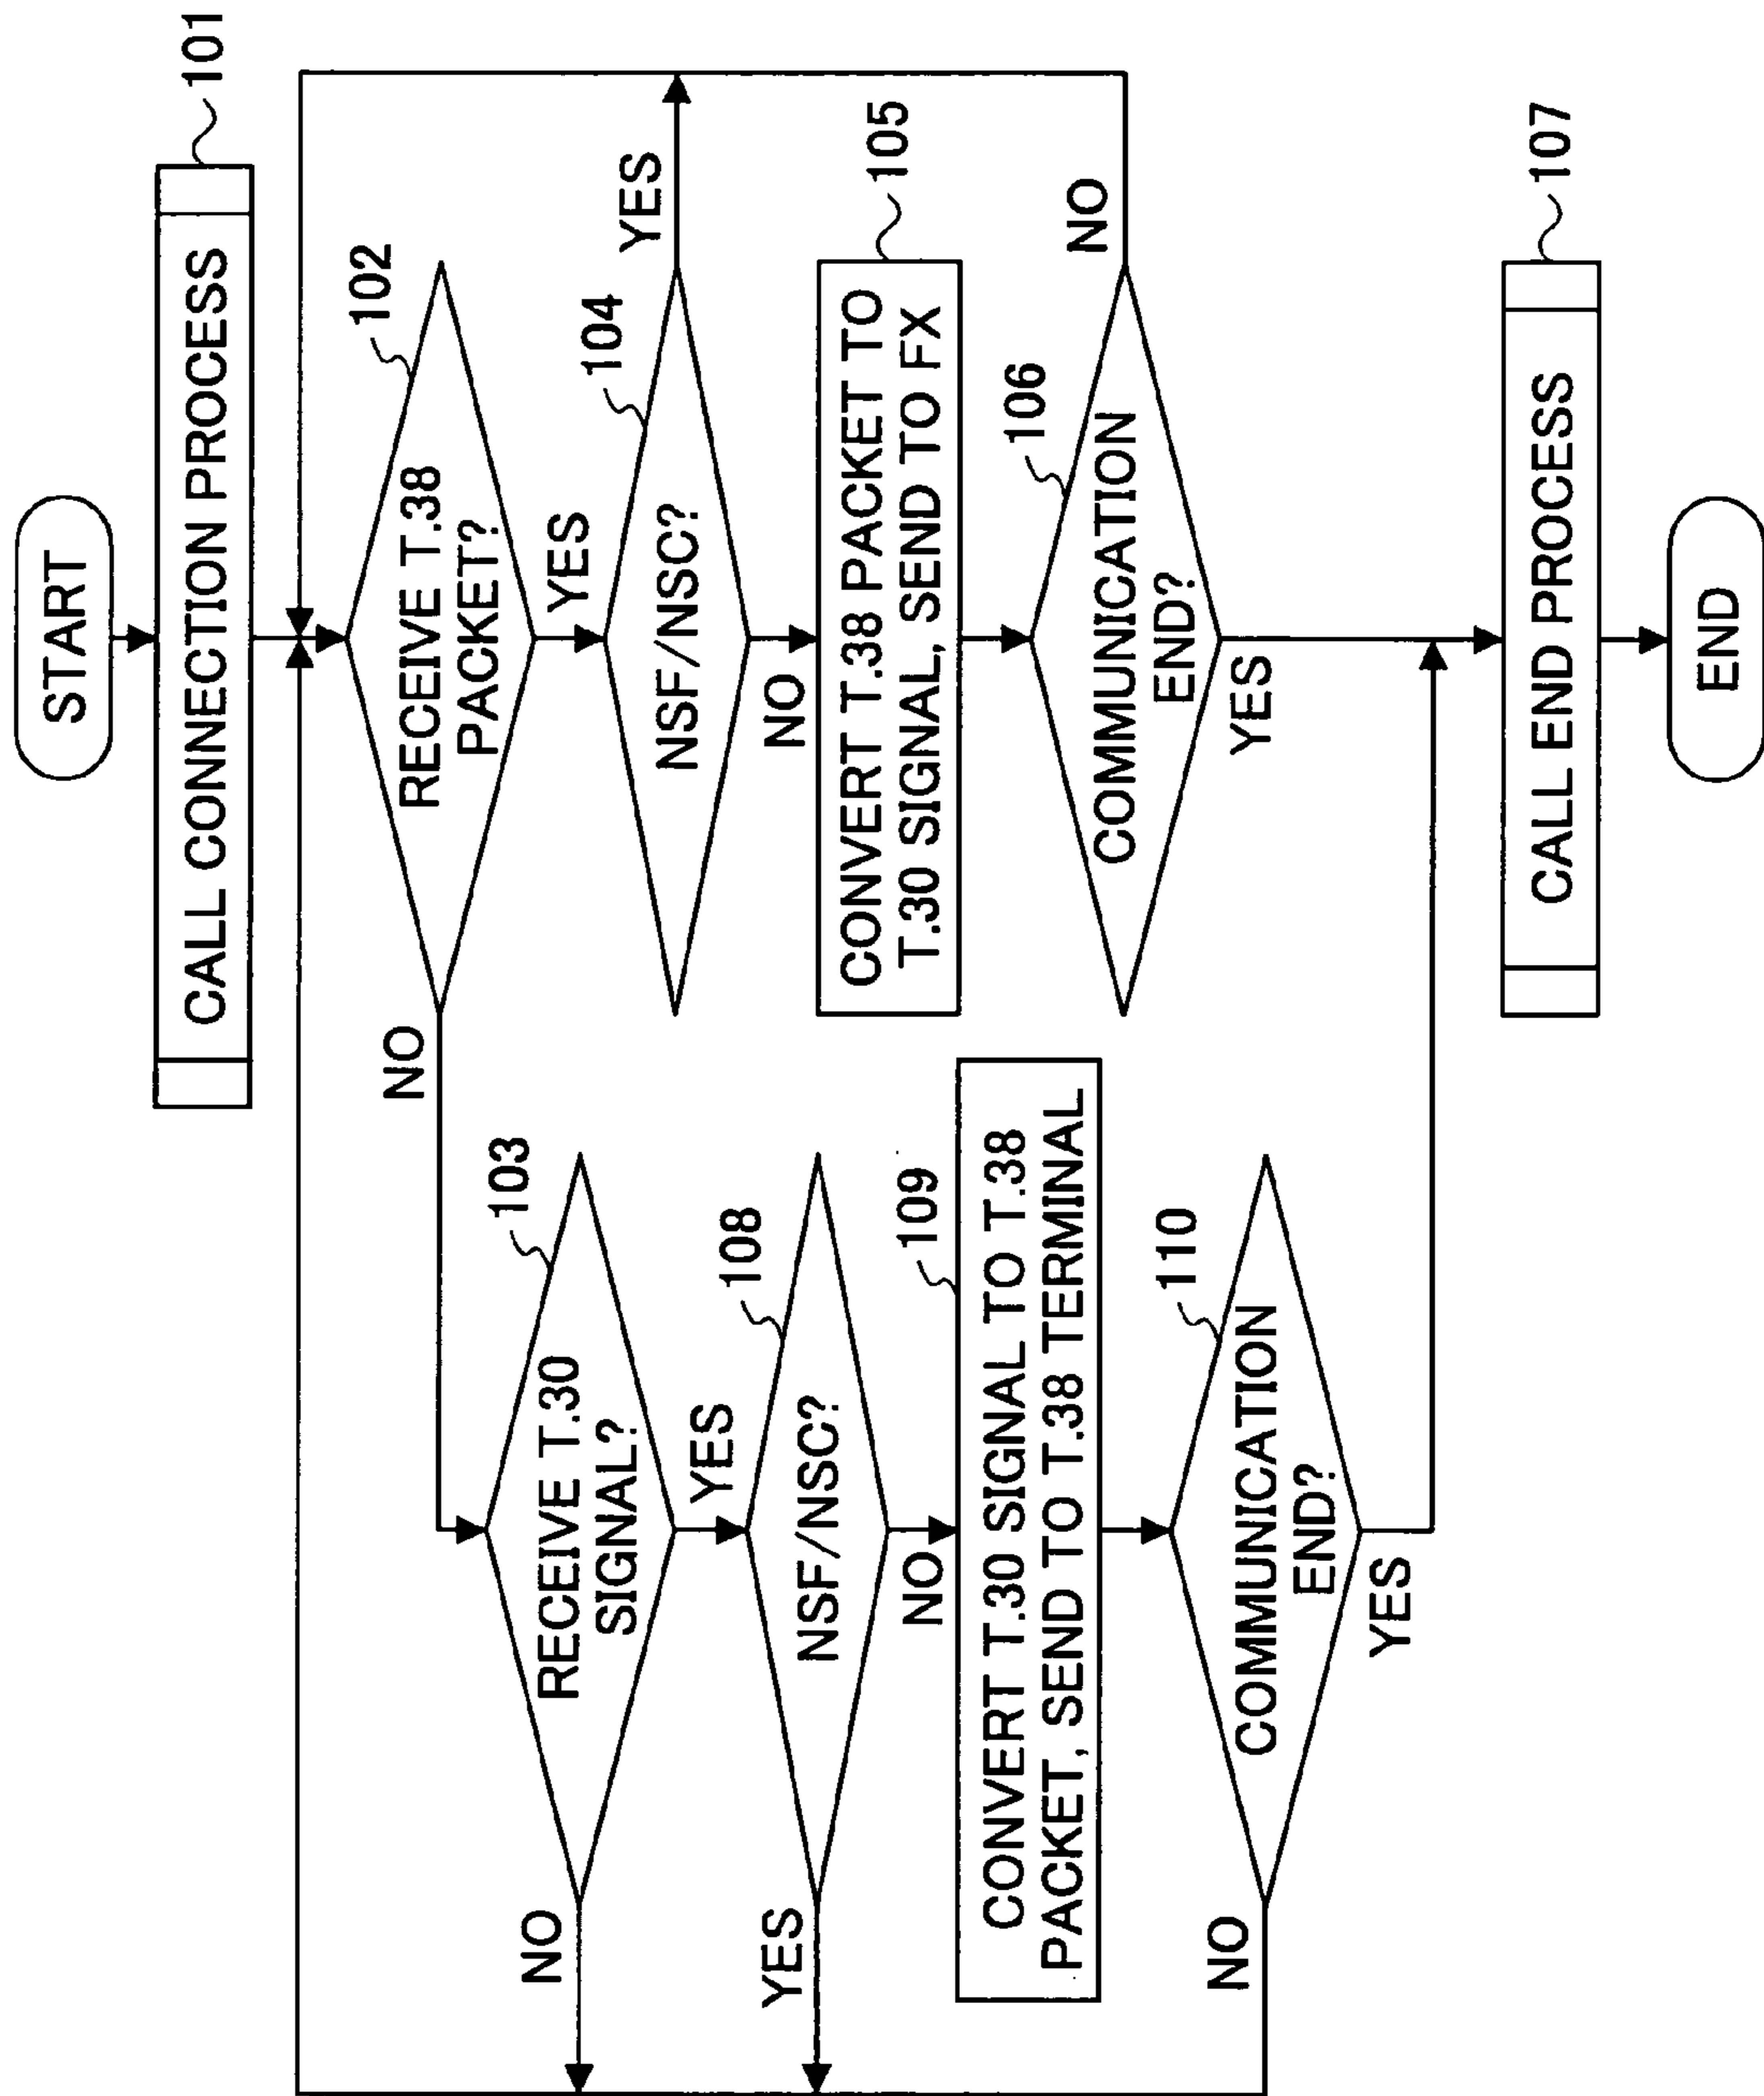 START
101
CALL CONNECTION PROCESS
102
RECEIVE T.38
PACKET?
NO
YES
103
RECEIVE T.30
SIGNAL?
NO
YES
104
NSF/NSC?
YES
NO
108
NSF/NSC?
YES
NO
105
CONVERT T.38 PACKET TO
T.30 SIGNAL, SEND TO FX
109
CONVERT T.30 SIGNAL TO T.38
PACKET, SEND TO T.38 TERMINAL
106
COMMUNICATION
END?
NO
YES
110
COMMUNICATION
END?
NO
YES
107
CALL END PROCESS
END